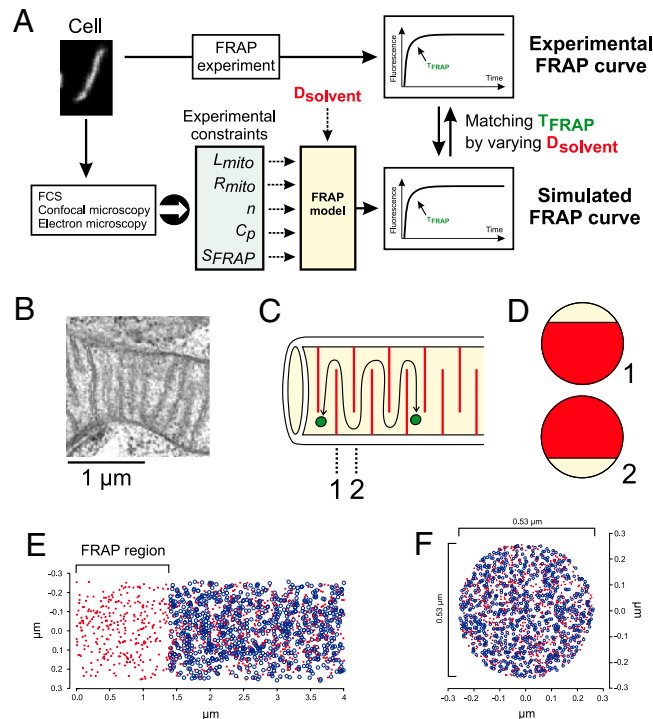 A
Cell
FRAP
experiment
Fluorescence
TFRAP
Time
Experimental
FRAP curve
Dsolvent
Experimental
constraints
Matching TFRAP
by varying Dsolvent
FCS
Confocal microscopy
Electron microscopy
Lmito
Rmito
n
Cp
SFRAP
FRAP
model
Fluorescence
TFRAP
Time
Simulated
FRAP curve
B
1 µm
C
1 2
D
1
2
E
FRAP region
-0.3
-0.2
-0.1
0.0
0.1
0.2
0.3
µm
0.0 0.5 1.0 1.5 2.0 2.5 3.0 3.5 4
µm
F
0.53 µm
0.53 µm
0.3
0.2
0.1
0.0
-0.1
-0.2
-0.3
µm
-0.3 -0.2 -0.1 0.0 0.1 0.2 0.3
µm